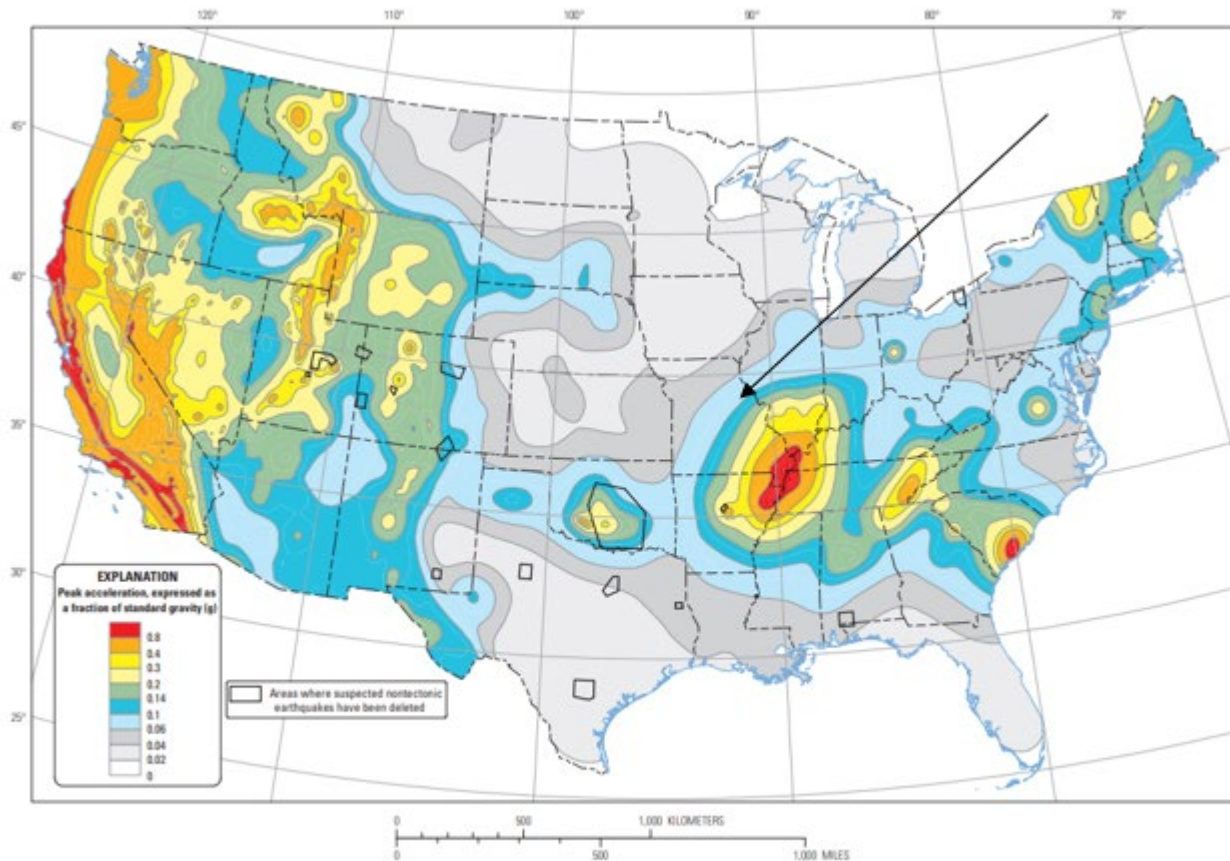 120° 110° 100° 90° 80° 70°
45°
40°
35°
30°
25°
EXPLANATION
Peak acceleration, expressed as
a fraction of standard gravity (g)
0.8
0.4
0.3
0.2
0.14
0.1
0.06
0.04
0.02
0
Areas where suspected nontectonic
earthquakes have been deleted
0 500 1,000 KILOMETERS
0 500 1,000 MILES